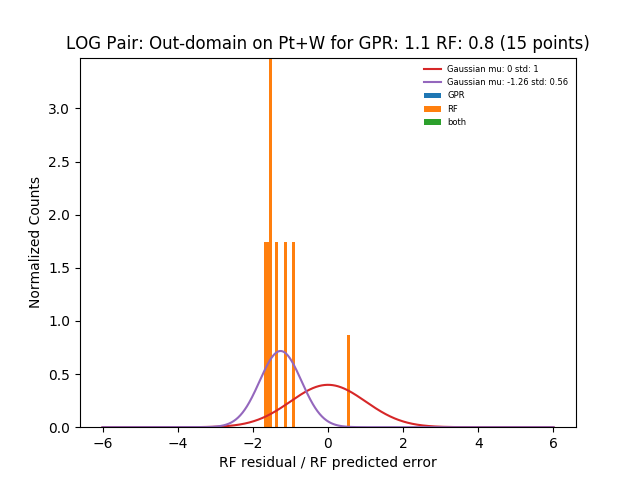 LOG Pair: Out-domain on Pt+W for GPR: 1.1 RF: 0.8 (15 points)
Gaussian mu: 0 std: 1
Gaussian mu: -1.26 std: 0.56
GPR
RF
both
Normalized Counts
3.0
2.5
2.0
1.5
1.0
0.5
0.0
−6 −4 −2 0 2 4 6
RF residual / RF predicted error